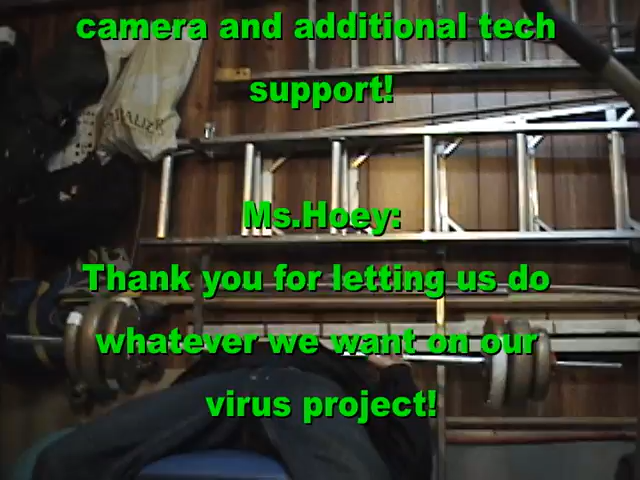 camera and additional tech
support!
Ms.Hoey:
Thank you for letting us do
whatever we want on our
virus project!